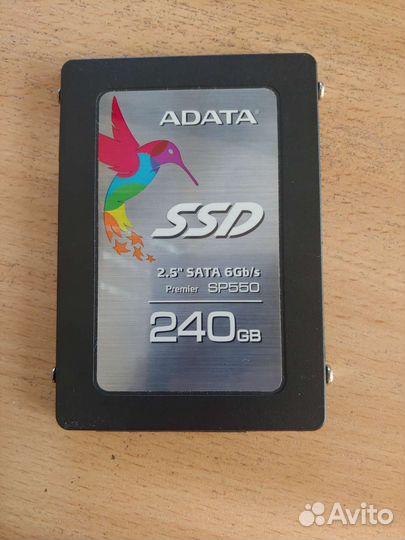 ADATA
SSD
2.5" SATA 6Gb/s
Premier SP550
240GB
Avito